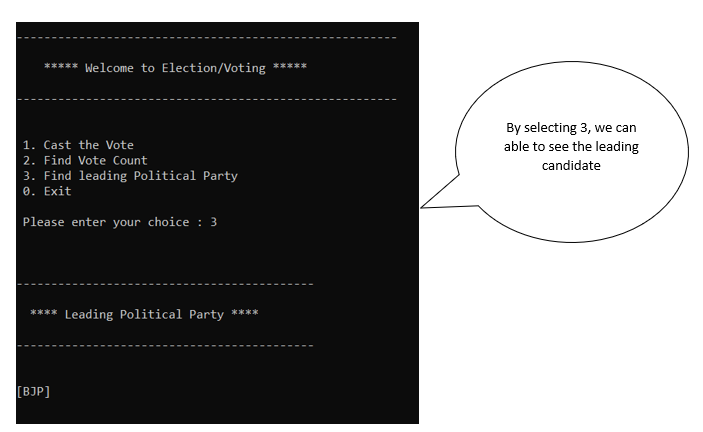 --------------------------------------------------------
***** Welcome to Election/Voting *****
--------------------------------------------------------
1. Cast the Vote
2. Find Vote Count
3. Find leading Political Party
0. Exit
Please enter your choice : 3
--------------------------------------------
**** Leading Political Party ****
--------------------------------------------
[BJP]
By selecting 3, we can
able to see the leading
candidate